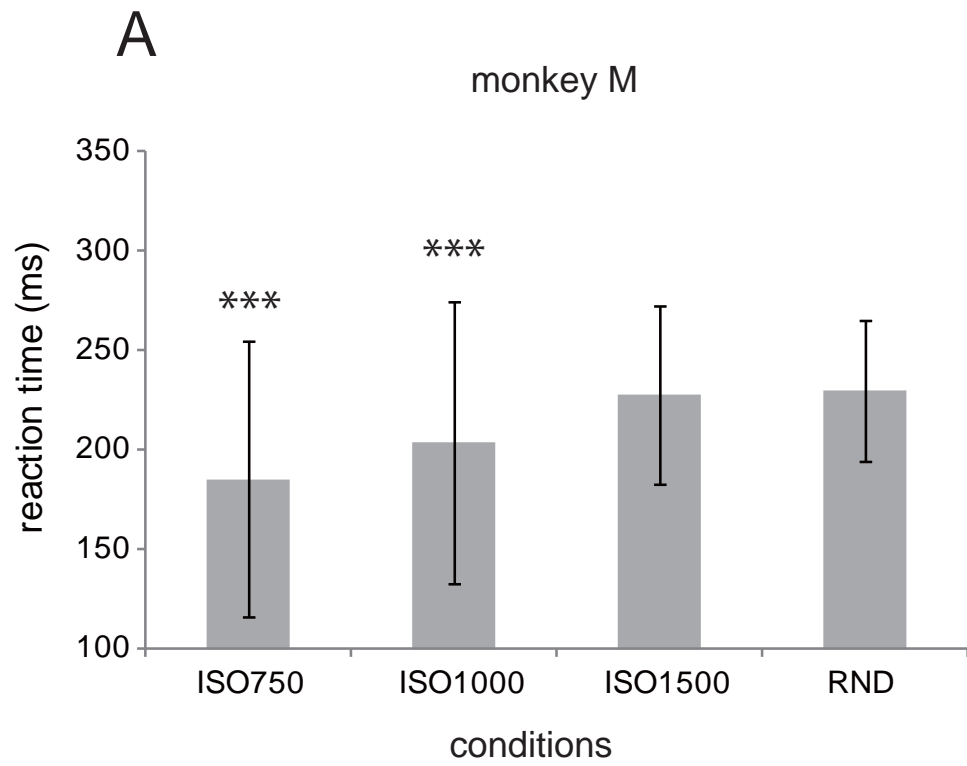 A
monkey M
350
300
250
200
150
100
reaction time (ms)
***
***
ISO750 ISO1000 ISO1500 RND
conditions